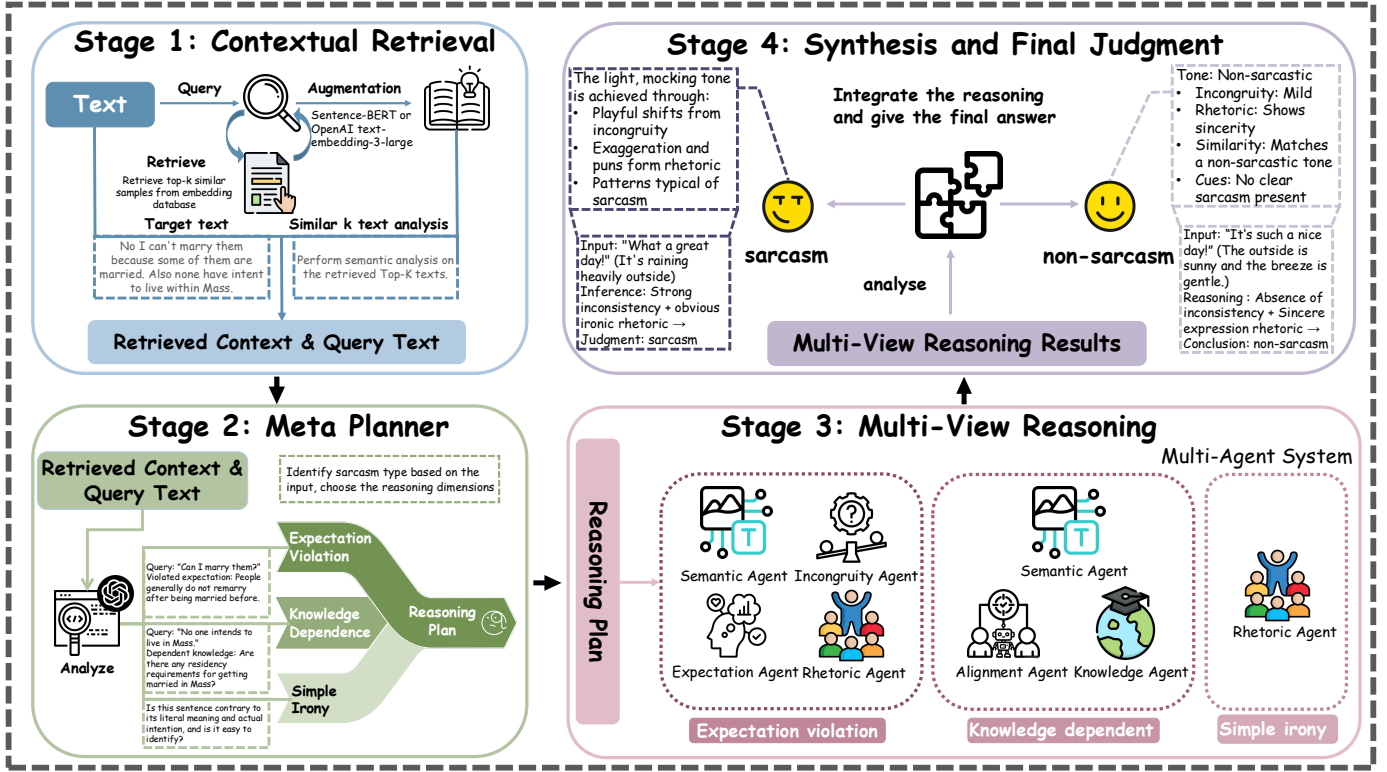 Stage 1: Contextual Retrieval
Text
Query
Augmentation
Sentence-BERT or
OpenAI text-
embedding-3-large
Retrieve
Retrieve top-k similar
samples from embedding
database
Target text
Similar k text analysis
No I can't marry them
because some of them are
married. Also none have intent
to live within Mass.
Perform semantic analysis on
the retrieved Top-K texts.
Retrieved Context & Query Text
Stage 2: Meta Planner
Retrieved Context &
Query Text
Identify sarcasm type based on the
input, choose the reasoning dimensions
Analyze
Query: "Can I marry them?"
Violated expectation: People
generally do not remarry
after being married before.
Query: "No one intends to
live in Mass."
Dependent knowledge: Are
there any residency
requirements for getting
married in Mass?
Is this sentence contrary to
its literal meaning and actual
intention, and is it easy to
identify?
Expectation
Violation
Knowledge
Dependence
Simple
Irony
Reasoning
Plan
Stage 3: Multi-View Reasoning
Multi-Agent System
Reasoning Plan
Semantic Agent
Incongruity Agent
Expectation Agent
Rhetoric Agent
Expectation violation
Semantic Agent
Alignment Agent
Knowledge Agent
Knowledge dependent
Rhetoric Agent
Simple irony
Stage 4: Synthesis and Final Judgment
The light, mocking tone
is achieved through:
• Playful shifts from
incongruity
• Exaggeration and
puns form rhetoric
• Patterns typical of
sarcasm
Input: "What a great
day!" (It's raining
heavily outside)
Inference: Strong
inconsistency + obvious
ironic rhetoric →
Judgment: sarcasm
Integrate the reasoning
and give the final answer
sarcasm
non-sarcasm
analyse
Multi-View Reasoning Results
Tone: Non-sarcastic
• Incongruity: Mild
• Rhetoric: Shows
sincerity
• Similarity: Matches
a non-sarcastic tone
• Cues: No clear
sarcasm present
Input: "It's such a nice
day!" (The outside is
sunny and the breeze is
gentle.)
Reasoning : Absence of
inconsistency + Sincere
expression rhetoric →
Conclusion: non-sarcasm